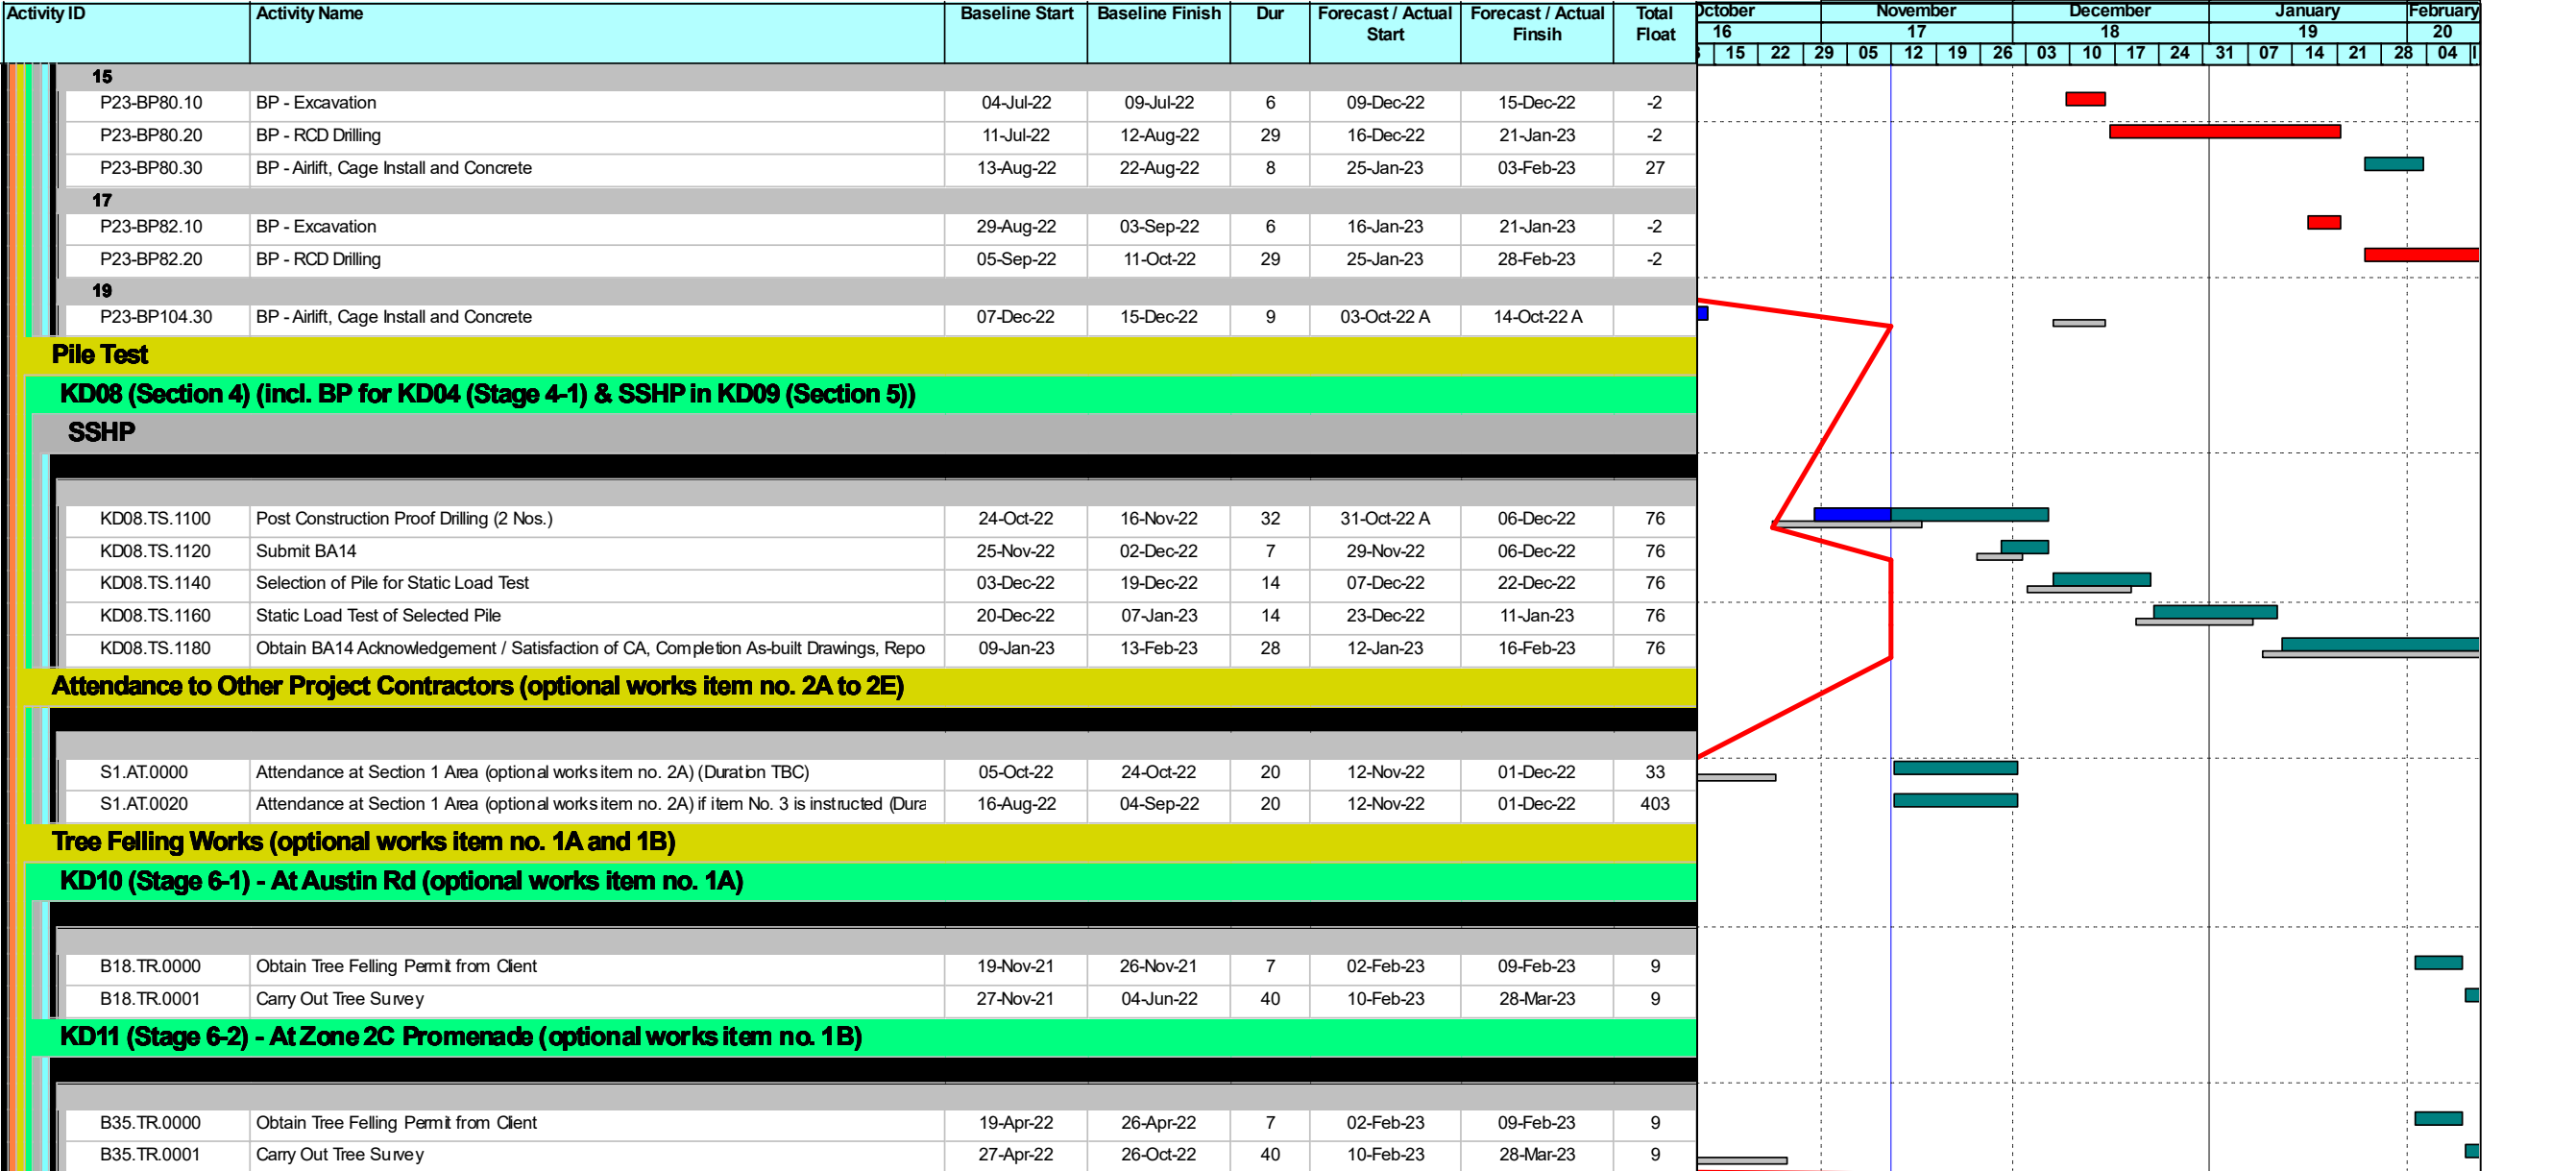 Activity ID Activity Name Baseline Start Baseline Finish Dur Forecast / Actual Start Forecast / Actual Finsih Total Float
October November December January February
16 17 18 19 20
15 22 29 05 12 19 26 03 10 17 24 31 07 14 21 28 04
15
P23-BP80.10 BP - Excavation 04-Jul-22 09-Jul-22 6 09-Dec-22 15-Dec-22 -2
P23-BP80.20 BP - RCD Drilling 11-Jul-22 12-Aug-22 29 16-Dec-22 21-Jan-23 -2
P23-BP80.30 BP - Airlift, Cage Install and Concrete 13-Aug-22 22-Aug-22 8 25-Jan-23 03-Feb-23 27
17
P23-BP82.10 BP - Excavation 29-Aug-22 03-Sep-22 6 16-Jan-23 21-Jan-23 -2
P23-BP82.20 BP - RCD Drilling 05-Sep-22 11-Oct-22 29 25-Jan-23 28-Feb-23 -2
19
P23-BP104.30 BP - Airlift, Cage Install and Concrete 07-Dec-22 15-Dec-22 9 03-Oct-22 A 14-Oct-22 A
Pile Test
KD08 (Section 4) (incl. BP for KD04 (Stage 4-1) & SSHP in KD09 (Section 5))
SSHP
KD08.TS.1100 Post Construction Proof Drilling (2 Nos.) 24-Oct-22 16-Nov-22 32 31-Oct-22 A 06-Dec-22 76
KD08.TS.1120 Submit BA14 25-Nov-22 02-Dec-22 7 29-Nov-22 06-Dec-22 76
KD08.TS.1140 Selection of Pile for Static Load Test 03-Dec-22 19-Dec-22 14 07-Dec-22 22-Dec-22 76
KD08.TS.1160 Static Load Test of Selected Pile 20-Dec-22 07-Jan-23 14 23-Dec-22 11-Jan-23 76
KD08.TS.1180 Obtain BA14 Acknowledgement / Satisfaction of CA, Completion As-built Drawings, Repo 09-Jan-23 13-Feb-23 28 12-Jan-23 16-Feb-23 76
Attendance to Other Project Contractors (optional works item no. 2A to 2E)
S1.AT.0000 Attendance at Section 1 Area (optional works item no. 2A) (Duration TBC) 05-Oct-22 24-Oct-22 20 12-Nov-22 01-Dec-22 33
S1.AT.0020 Attendance at Section 1 Area (optional works item no. 2A) if item No. 3 is instructed (Dura 16-Aug-22 04-Sep-22 20 12-Nov-22 01-Dec-22 403
Tree Felling Works (optional works item no. 1A and 1B)
KD10 (Stage 6-1) - At Austin Rd (optional works item no. 1A)
B18.TR.0000 Obtain Tree Felling Permit from Client 19-Nov-21 26-Nov-21 7 02-Feb-23 09-Feb-23 9
B18.TR.0001 Carry Out Tree Survey 27-Nov-21 04-Jun-22 40 10-Feb-23 28-Mar-23 9
KD11 (Stage 6-2) - At Zone 2C Promenade (optional works item no. 1B)
B35.TR.0000 Obtain Tree Felling Permit from Client 19-Apr-22 26-Apr-22 7 02-Feb-23 09-Feb-23 9
B35.TR.0001 Carry Out Tree Survey 27-Apr-22 26-Oct-22 40 10-Feb-23 28-Mar-23 9